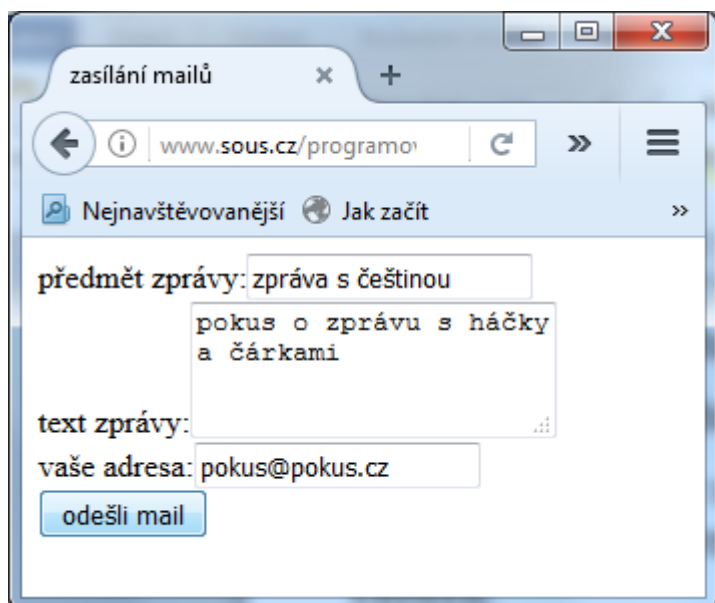 zasílání mailů
www.sous.cz/programov
Nejnavštěvovanější Jak začít
předmět zprávy: zpráva s češtinou
pokus o zprávu s háčky
a čárkami
text zprávy:
vaše adresa: pokus@pokus.cz
odešli mail